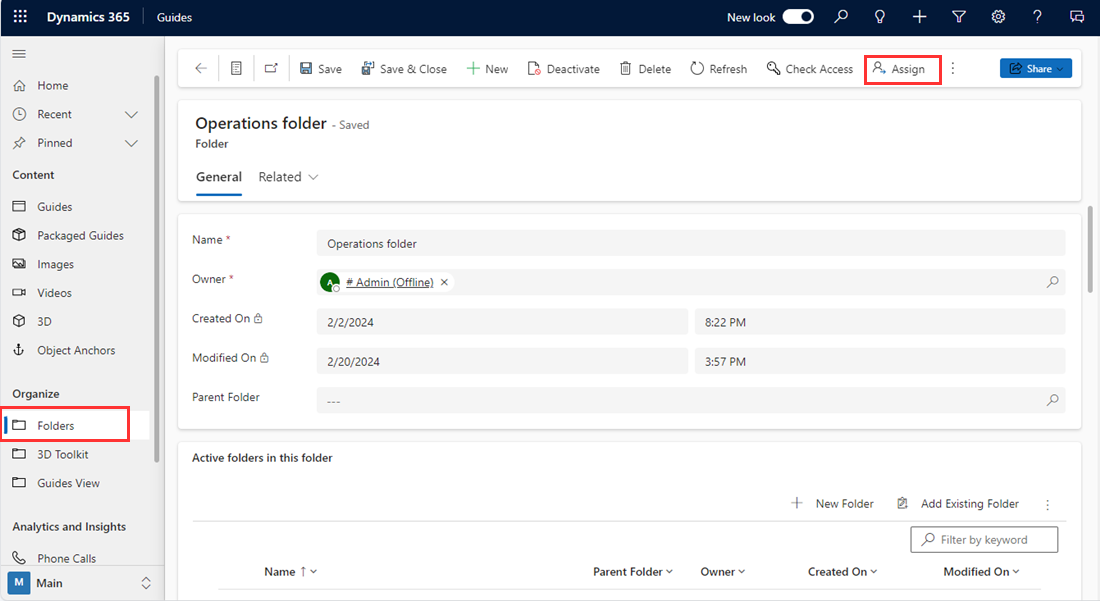 Dynamics 365 Guides New look
Home
Recent
Pinned
Content
Guides
Packaged Guides
Images
Videos
3D
Object Anchors
Organize
Folders
3D Toolkit
Guides View
Analytics and Insights
Phone Calls
M Main
Save Save & Close New Deactivate Delete Refresh Check Access Assign Share
Operations folder - Saved
Folder
General Related
Name * Operations folder
Owner * A # Admin (Offline)
Created On 2/2/2024 8:22 PM
Modified On 2/20/2024 3:57 PM
Parent Folder ---
Active folders in this folder
New Folder Add Existing Folder
Filter by keyword
Name ↑ Parent Folder Owner Created On Modified On